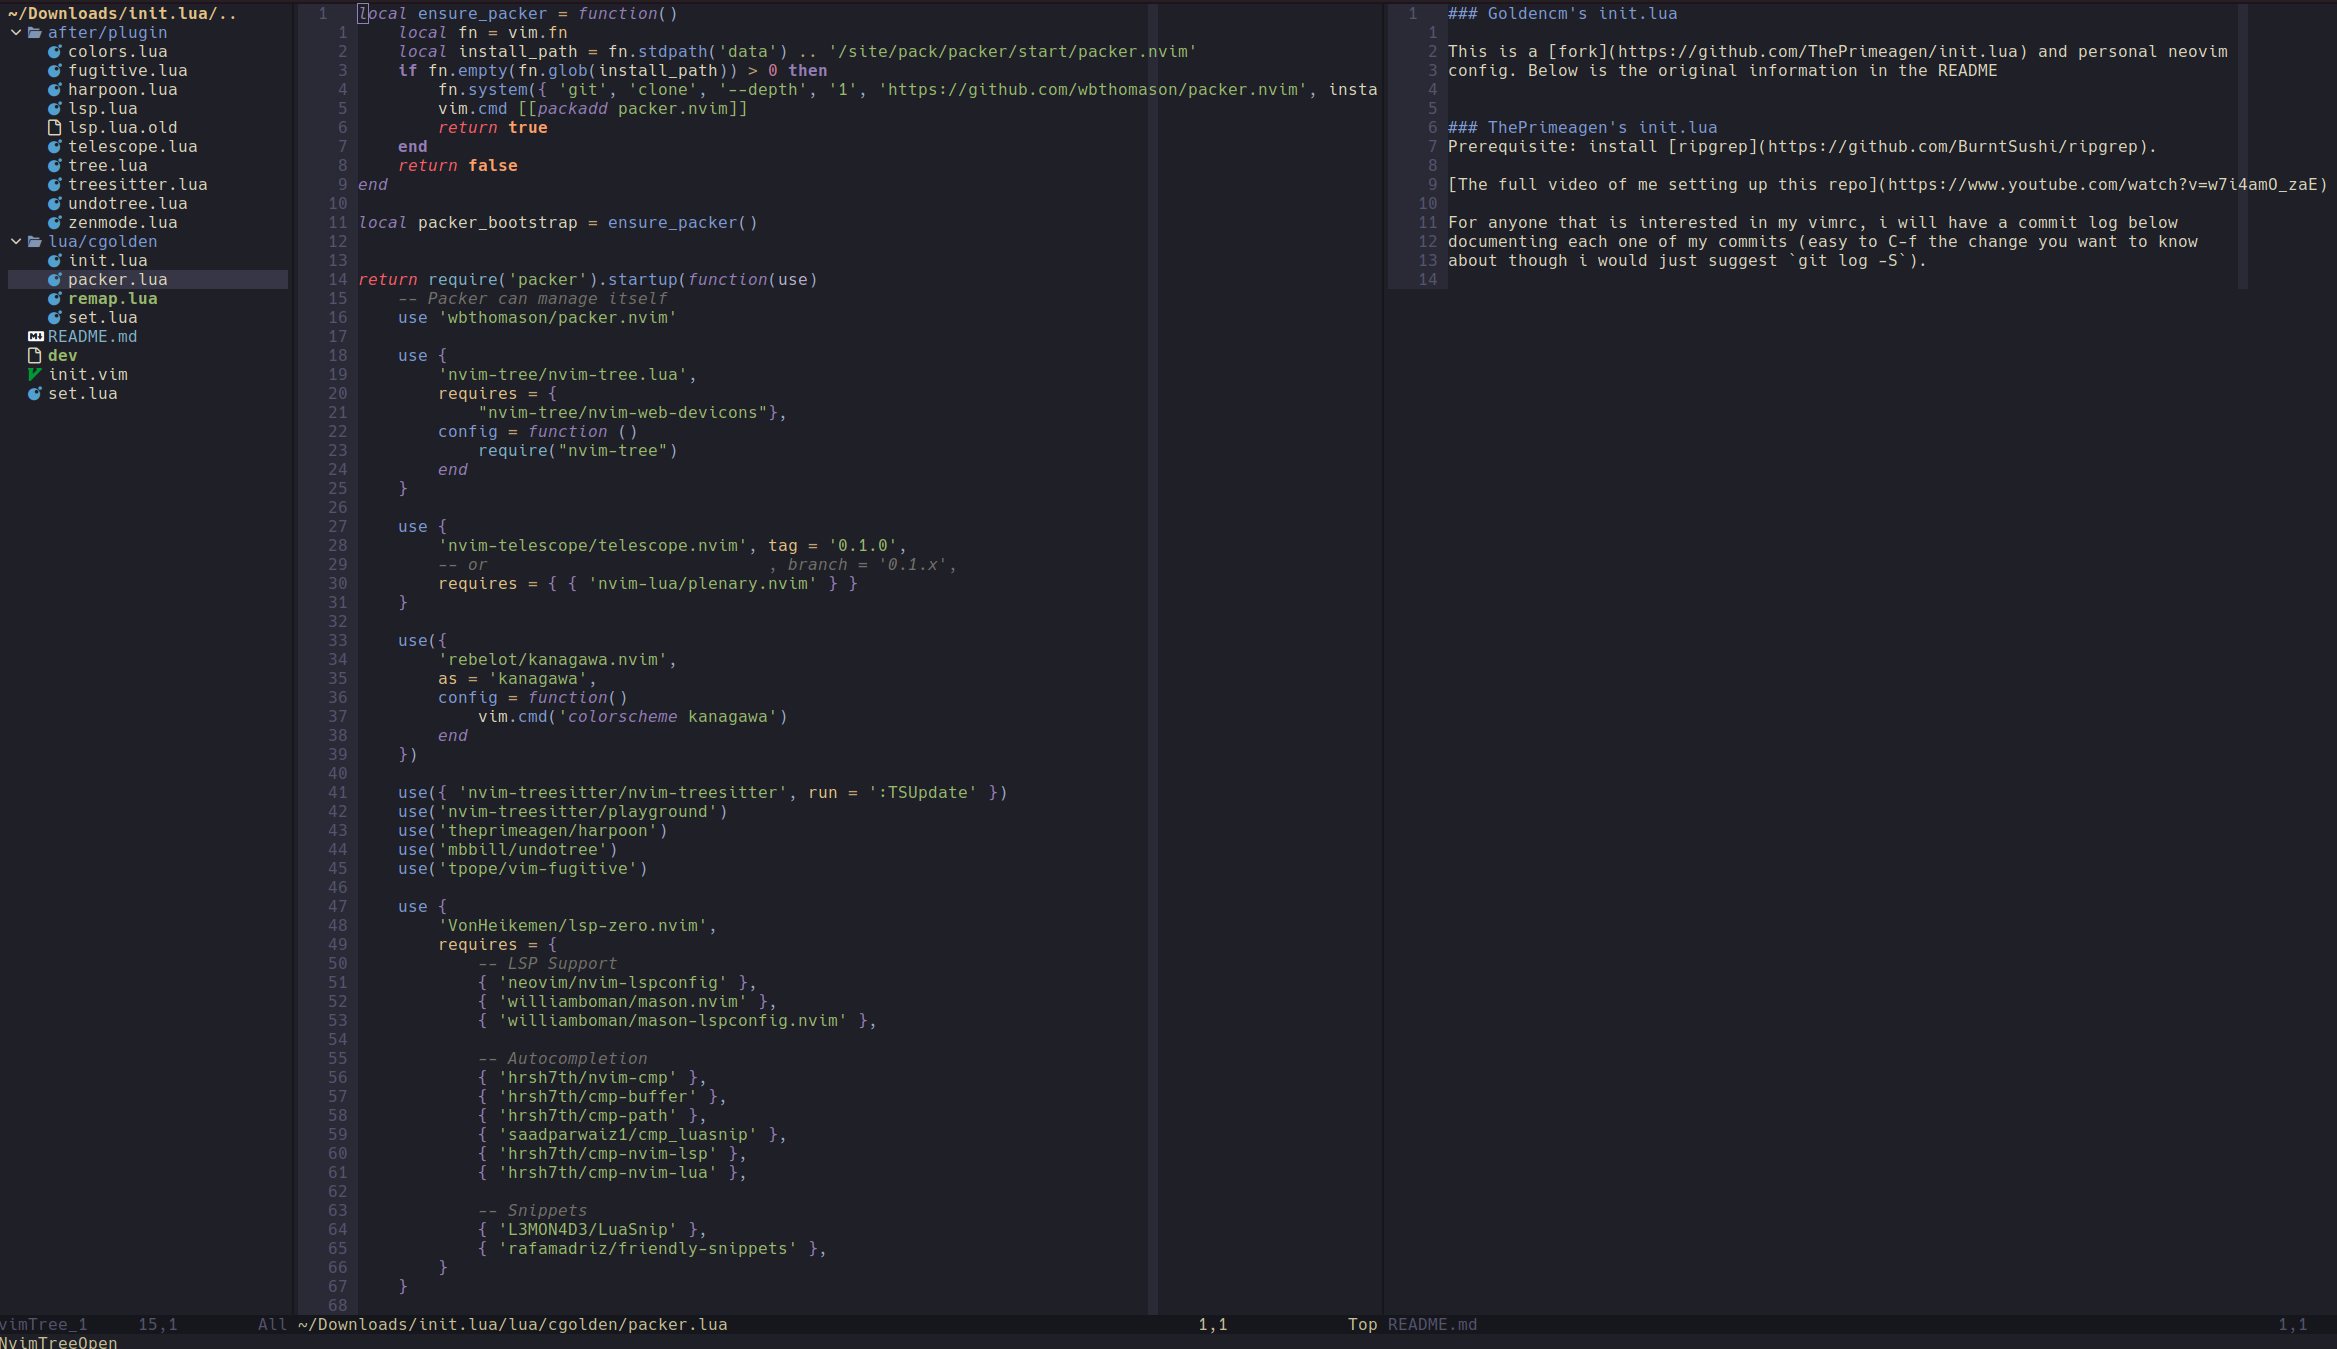 ~/Downloads/init.lua/..
after/plugin
colors.lua
fugitive.lua
harpoon.lua
lsp.lua
lsp.lua.old
telescope.lua
tree.lua
treesitter.lua
undotree.lua
zenmode.lua
lua/cgolden
init.lua
packer.lua
remap.lua
set.lua
README.md
dev
init.vim
set.lua
1 local ensure_packer = function()
1     local fn = vim.fn
2     local install_path = fn.stdpath('data') .. '/site/pack/packer/start/packer.nvim'
3     if fn.empty(fn.glob(install_path)) > 0 then
4         fn.system({ 'git', 'clone', '--depth', '1', 'https://github.com/wbthomason/packer.nvim', insta
5         vim.cmd [[packadd packer.nvim]]
6         return true
7     end
8     return false
9 end
10
11 local packer_bootstrap = ensure_packer()
12
13
14 return require('packer').startup(function(use)
15     -- Packer can manage itself
16     use 'wbthomason/packer.nvim'
17
18     use {
19         'nvim-tree/nvim-tree.lua',
20         requires = {
21             "nvim-tree/nvim-web-devicons"},
22         config = function ()
23             require("nvim-tree")
24         end
25     }
26
27     use {
28         'nvim-telescope/telescope.nvim', tag = '0.1.0',
29         -- or                            , branch = '0.1.x',
30         requires = { { 'nvim-lua/plenary.nvim' } }
31     }
32
33     use({
34         'rebelot/kanagawa.nvim',
35         as = 'kanagawa',
36         config = function()
37             vim.cmd('colorscheme kanagawa')
38         end
39     })
40
41     use({ 'nvim-treesitter/nvim-treesitter', run = ':TSUpdate' })
42     use('nvim-treesitter/playground')
43     use('theprimeagen/harpoon')
44     use('mbbill/undotree')
45     use('tpope/vim-fugitive')
46
47     use {
48         'VonHeikemen/lsp-zero.nvim',
49         requires = {
50             -- LSP Support
51             { 'neovim/nvim-lspconfig' },
52             { 'williamboman/mason.nvim' },
53             { 'williamboman/mason-lspconfig.nvim' },
54
55             -- Autocompletion
56             { 'hrsh7th/nvim-cmp' },
57             { 'hrsh7th/cmp-buffer' },
58             { 'hrsh7th/cmp-path' },
59             { 'saadparwaiz1/cmp_luasnip' },
60             { 'hrsh7th/cmp-nvim-lsp' },
61             { 'hrsh7th/cmp-nvim-lua' },
62
63             -- Snippets
64             { 'L3MON4D3/LuaSnip' },
65             { 'rafamadriz/friendly-snippets' },
66         }
67     }
68
1 ### Goldencm's init.lua
1
2 This is a [fork](https://github.com/ThePrimeagen/init.lua) and personal neovim
3 config. Below is the original information in the README
4
5
6 ### ThePrimeagen's init.lua
7 Prerequisite: install [ripgrep](https://github.com/BurntSushi/ripgrep).
8
9 [The full video of me setting up this repo](https://www.youtube.com/watch?v=w7i4amO_zaE)
10
11 For anyone that is interested in my vimrc, i will have a commit log below
12 documenting each one of my commits (easy to C-f the change you want to know
13 about though i would just suggest `git log -S`).
14
vimTree_1     15,1        All ~/Downloads/init.lua/lua/cgolden/packer.lua     1,1     Top README.md     1,1
NvimTreeOpen